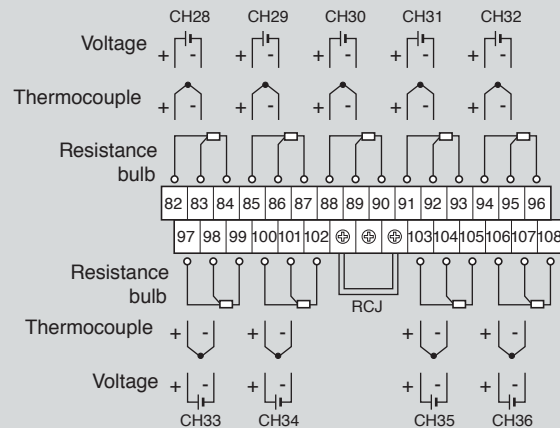 CH28 CH29 CH30 CH31 CH32
Voltage + - + - + - + - + -
Thermocouple + - + - + - + - + -
Resistance
bulb
82 83 84 85 86 87 88 89 90 91 92 93 94 95 96
97 98 99 100 101 102 103 104 105 106 107 108
Resistance
bulb
RCJ
Thermocouple + - + - + - + -
Voltage + - + - + - + -
CH33 CH34 CH35 CH36